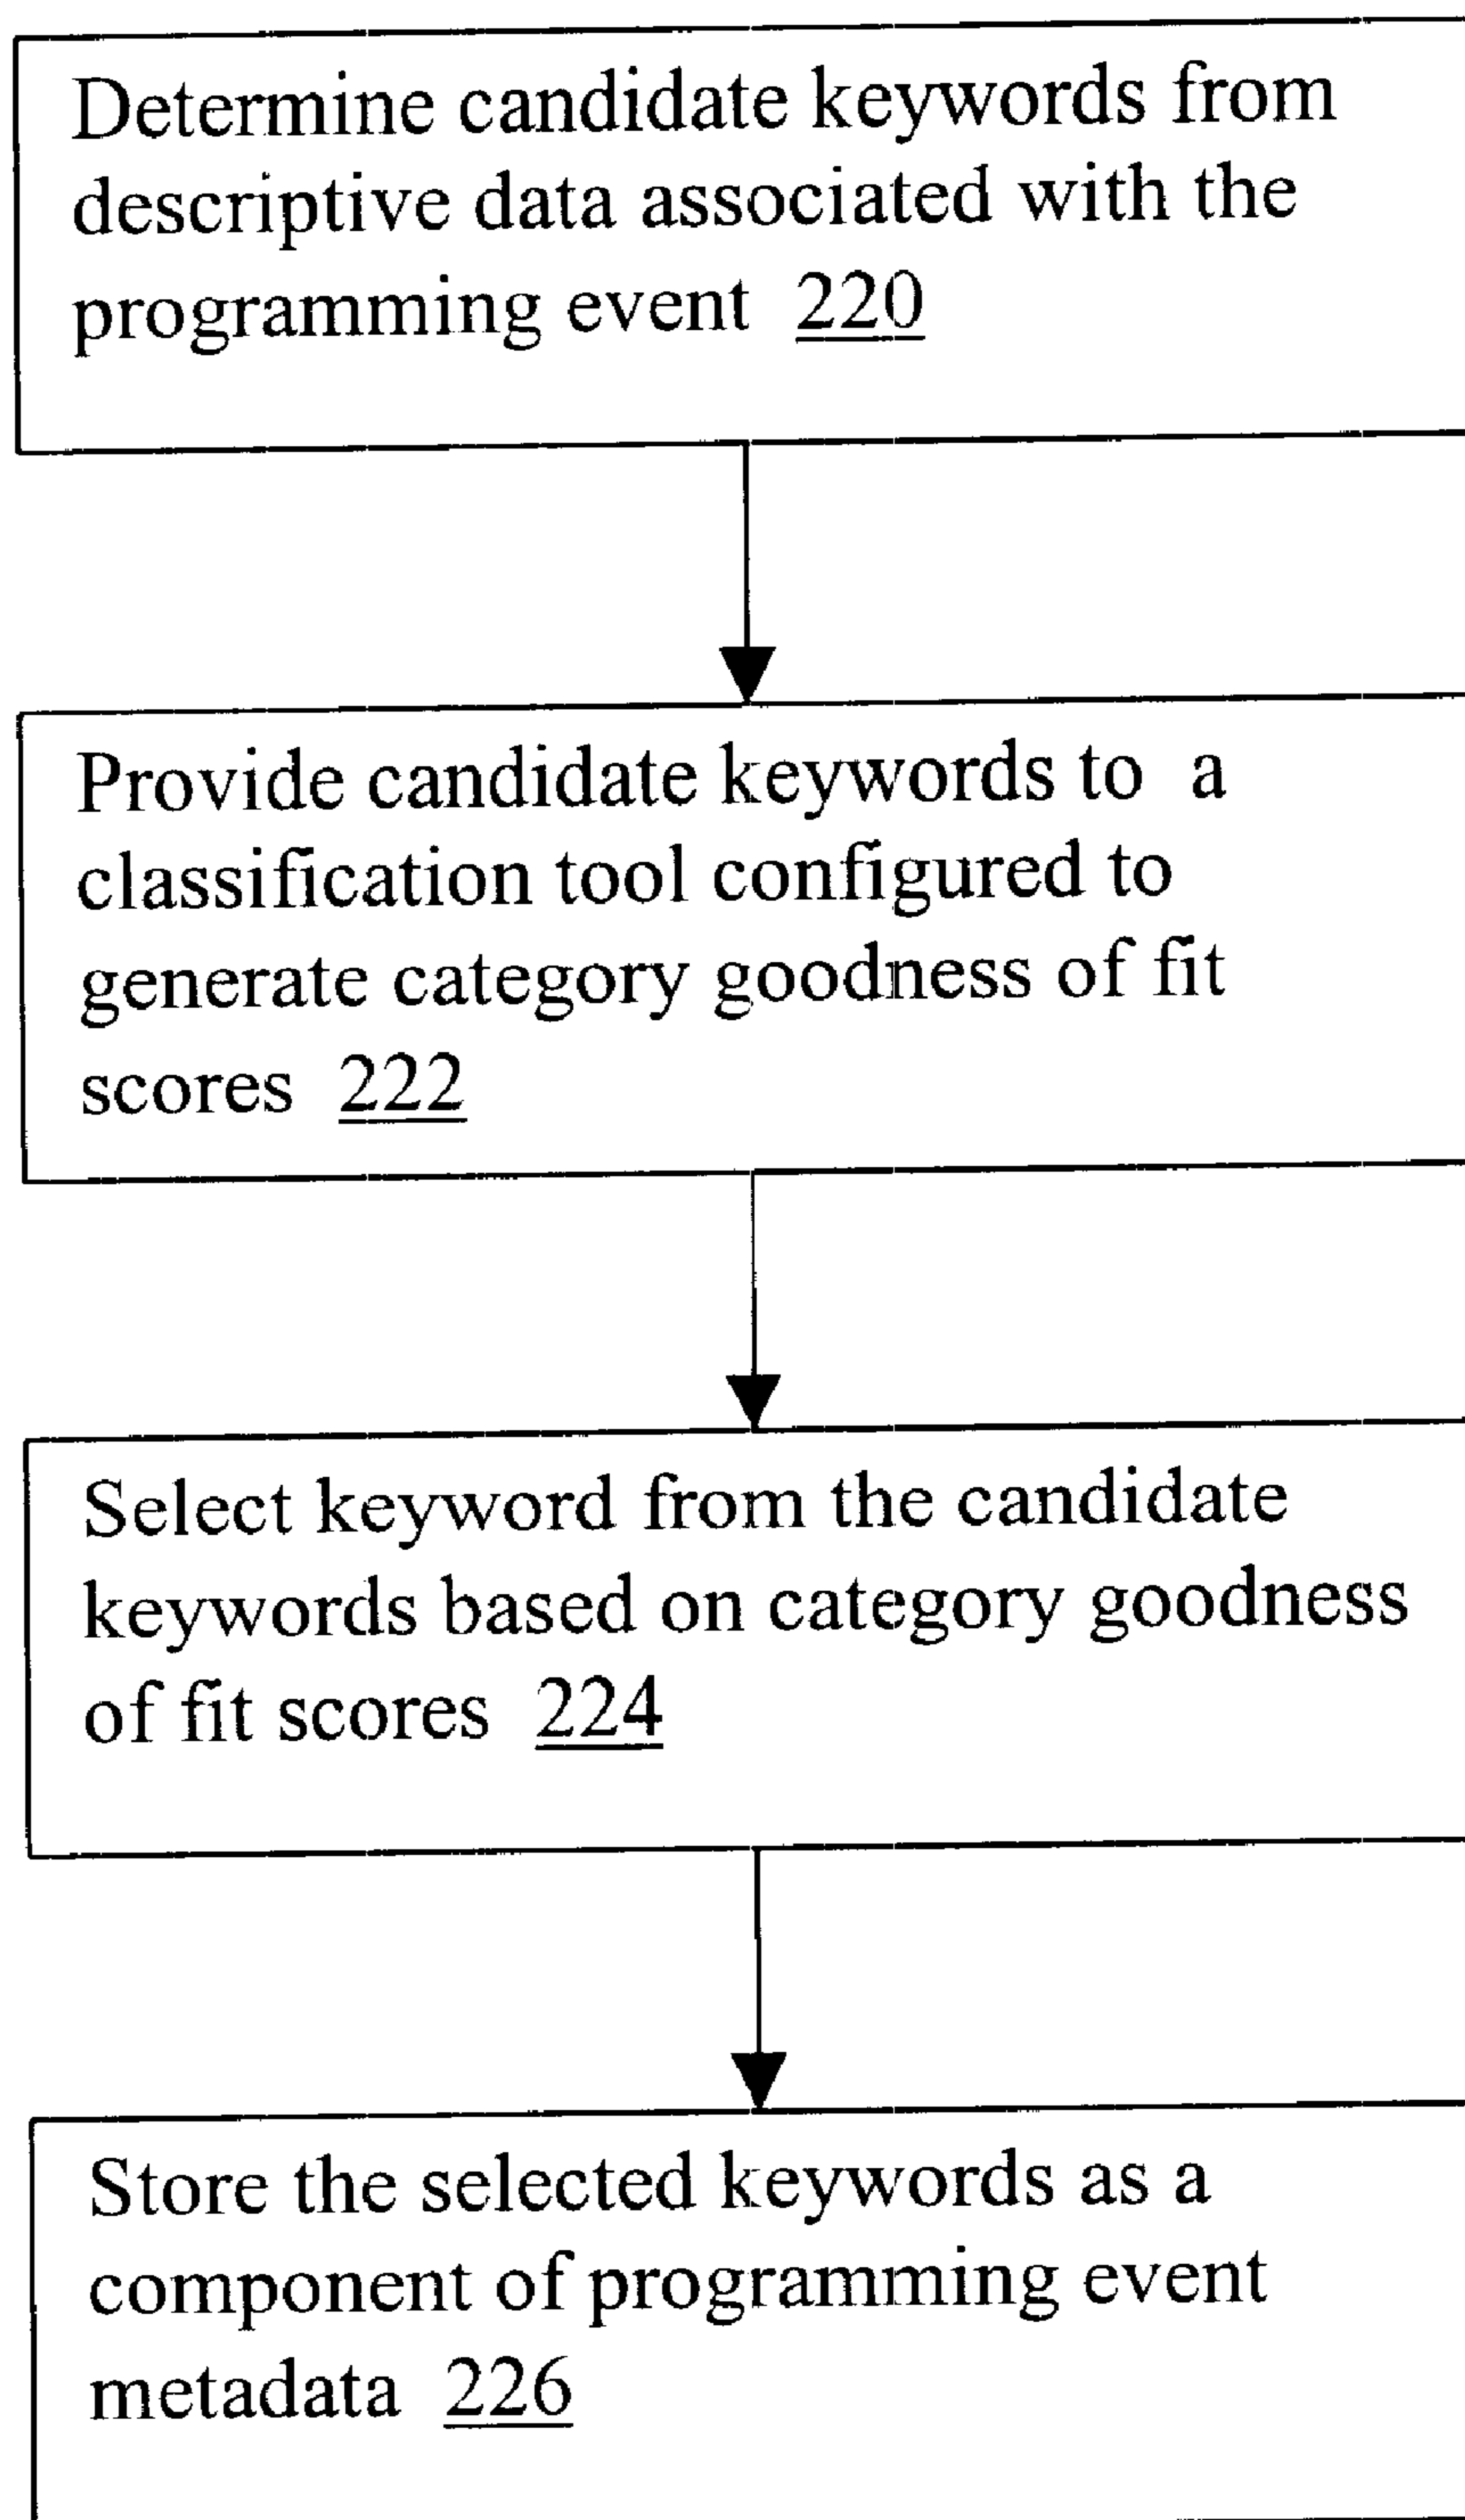 Determine candidate keywords from
descriptive data associated with the
programming event 220
Provide candidate keywords to a
classification tool configured to
generate category goodness of fit
scores 222
Select keyword from the candidate
keywords based on category goodness
of fit scores 224
Store the selected keywords as a
component of programming event
metadata 226